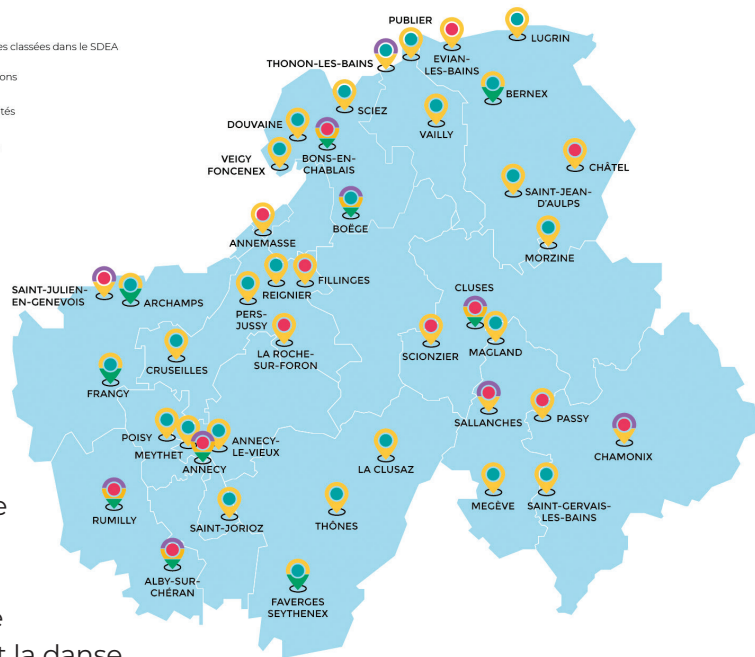 es classées dans le SDEA
ons
tés
PUBLIER
LUGRIN
EVIAN-
LES-BAINS
THONON-LES-BAINS
BERNEX
SCIEZ
VAILLY
DOUVAINE
BONS-EN-
CHABLAIS
VEIGY
FONCENEX
CHÂTEL
SAINT-JEAN-
D'AULPS
BOËGE
ANNEMASSE
MORZINE
FILLINGES
REIGNIER
SAINT-JULIEN-
EN-GENEVOIS
ARCHAMPS
PERS-
JUSSY
CLUSES
LA ROCHE-
SUR-FORON
SCIONZIER
MAGLAND
CRUSEILLES
FRANGY
SALLANCHES
PASSY
CHAMONIX
POISY
MEYTHET
ANNECY
ANNECY-
LE-VIEUX
LA CLUSAZ
MEGÈVE
SAINT-GERVAIS-
LES-BAINS
RUMILLY
SAINT-JORIOZ
THÔNES
ALBY-SUR-
CHÉRAN
FAVERGES
SEYTHENEX
e
e
t la danse